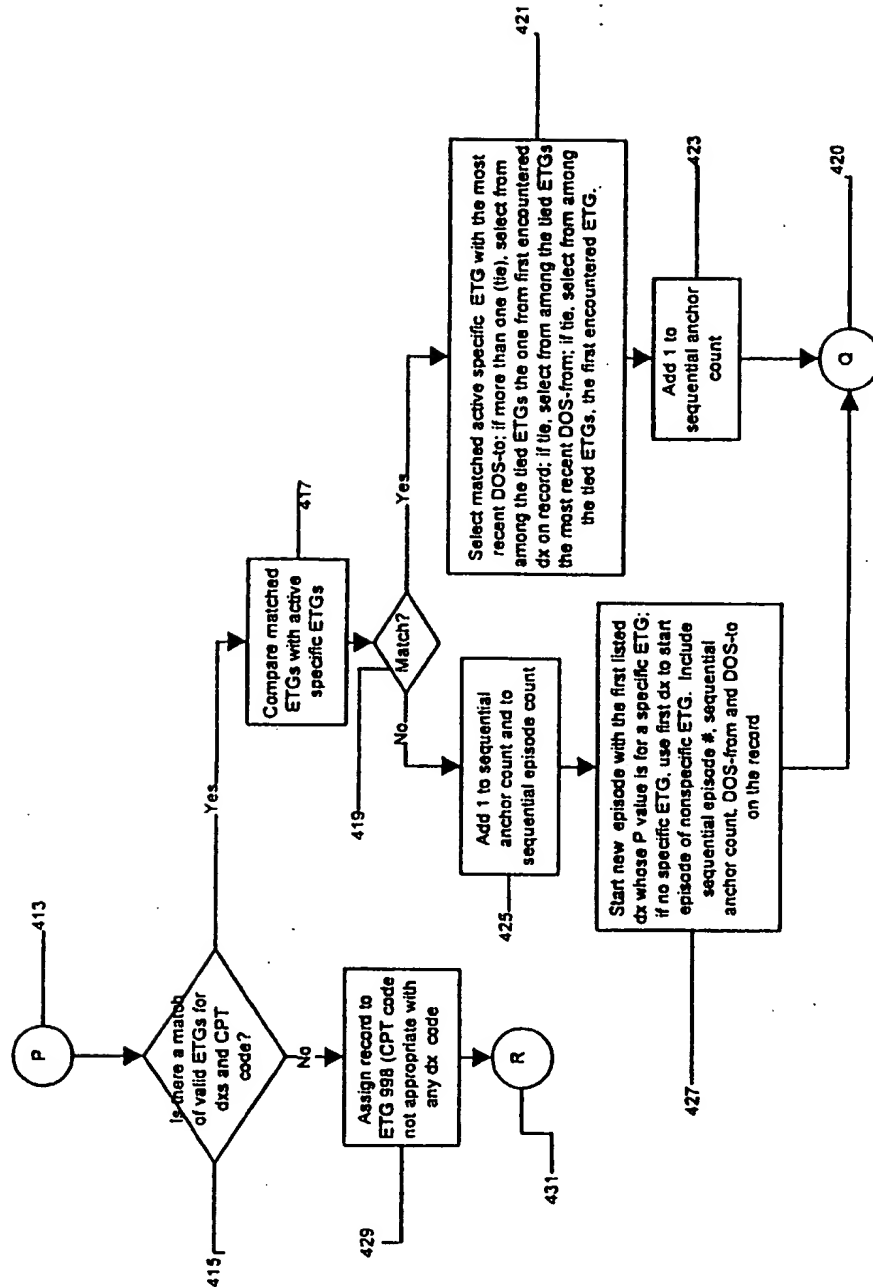 P
413
Is there a match
of valid ETGs for
dxs and CPT
code?
415
Yes
No
Assign record to
ETG 998 (CPT code
not appropriate with
any dx code
429
R
431
Compare matched
ETGs with active
specific ETGs
417
Match?
419
Yes
No
Add 1 to sequential
anchor count and to
sequential episode count
425
Start new episode with the first listed
dx whose P value is for a specific ETG;
if no specific ETG, use first dx to start
episode of nonspecific ETG. Include
sequential episode #, sequential
anchor count, DOS-from and DOS-to
on the record
427
Select matched active specific ETG with the most
recent DOS-to; if more than one (tie), select from
among the tied ETGs the one from first encountered
dx on record; if tie, select from among the tied ETGs
the most recent DOS-from; if tie, select from among
the tied ETGs, the first encountered ETG.
421
Add 1 to
sequential anchor
count
423
Q
420